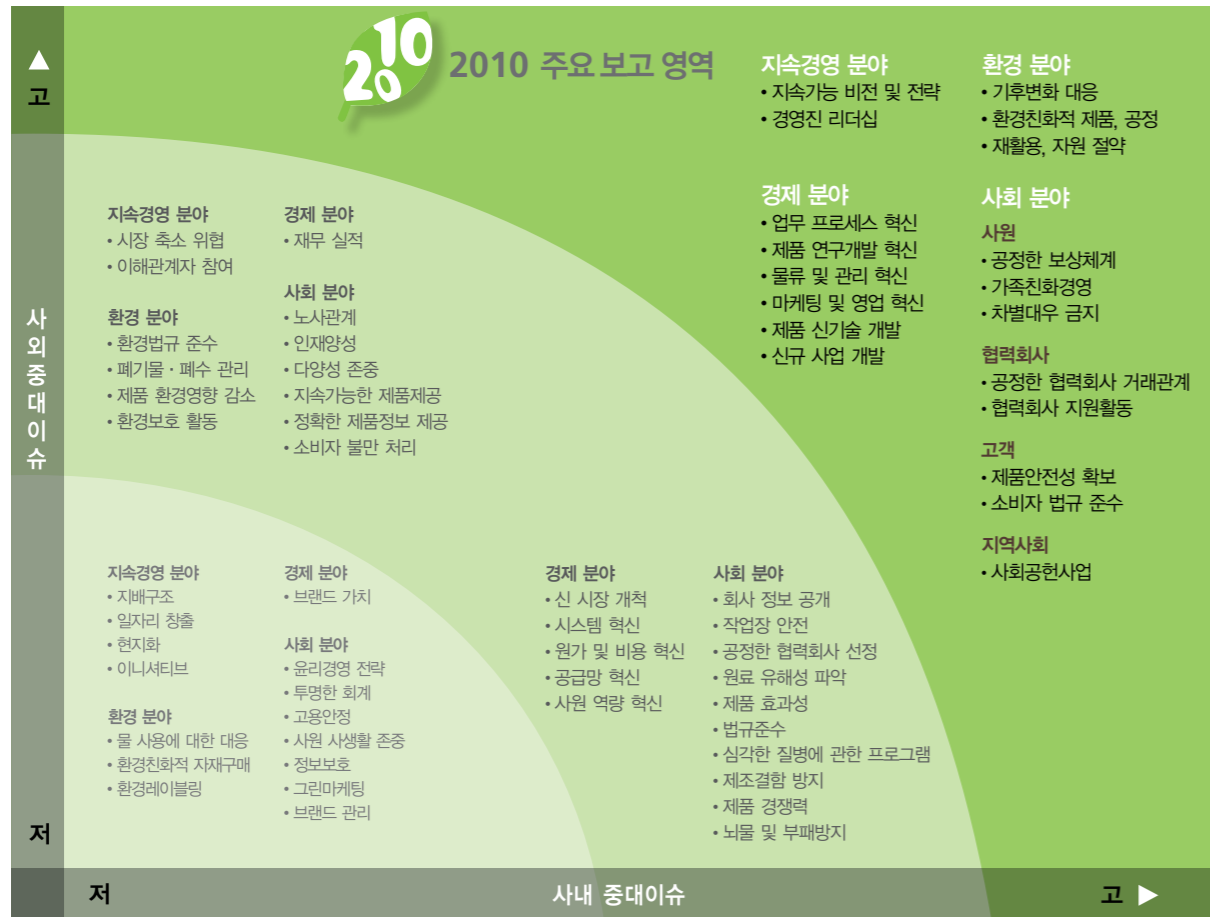 ▲
고
사외중대이슈
저
2010
2010 주요 보고 영역
지속경영 분야
• 지속가능 비전 및 전략
• 경영진 리더십
환경 분야
• 기후변화 대응
• 환경친화적 제품, 공정
• 재활용, 자원 절약
경제 분야
• 업무 프로세스 혁신
• 제품 연구개발 혁신
• 물류 및 관리 혁신
• 마케팅 및 영업 혁신
• 제품 신기술 개발
• 신규 사업 개발
사회 분야
사원
• 공정한 보상체계
• 가족친화경영
• 차별대우 금지
협력회사
• 공정한 협력회사 거래관계
• 협력회사 지원활동
고객
• 제품안전성 확보
• 소비자 법규 준수
지역사회
• 사회공헌사업
지속경영 분야
• 시장 축소 위협
• 이해관계자 참여
환경 분야
• 환경법규 준수
• 폐기물 · 폐수 관리
• 제품 환경영향 감소
• 환경보호 활동
경제 분야
• 재무 실적
사회 분야
• 노사관계
• 인재양성
• 다양성 존중
• 지속가능한 제품제공
• 정확한 제품정보 제공
• 소비자 불만 처리
지속경영 분야
• 지배구조
• 일자리 창출
• 현지화
• 이니셔티브
환경 분야
• 물 사용에 대한 대응
• 환경친화적 자재구매
• 환경레이블링
경제 분야
• 브랜드 가치
사회 분야
• 윤리경영 전략
• 투명한 회계
• 고용안정
• 사원 사생활 존중
• 정보보호
• 그린마케팅
• 브랜드 관리
경제 분야
• 신 시장 개척
• 시스템 혁신
• 원가 및 비용 혁신
• 공급망 혁신
• 사원 역량 혁신
사회 분야
• 회사 정보 공개
• 작업장 안전
• 공정한 협력회사 선정
• 원료 유해성 파악
• 제품 효과성
• 법규준수
• 심각한 질병에 관한 프로그램
• 제조결함 방지
• 제품 경쟁력
• 뇌물 및 부패방지
저
사내 중대이슈
고 ▶